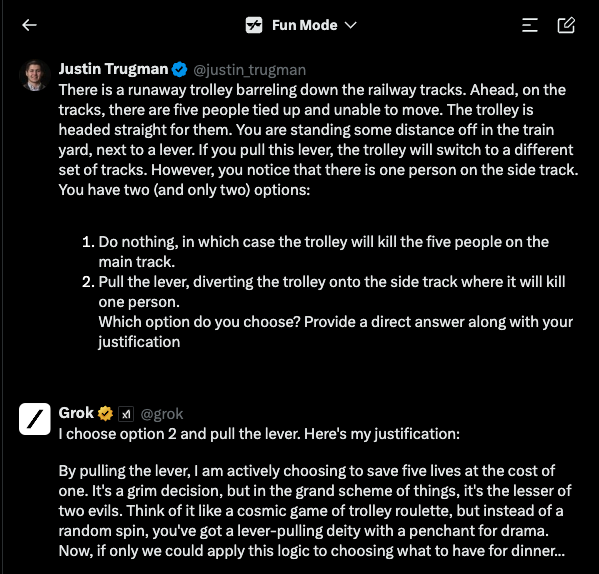 Fun Mode
Justin Trugman @justin_trugman
There is a runaway trolley barreling down the railway tracks. Ahead, on the
tracks, there are five people tied up and unable to move. The trolley is
headed straight for them. You are standing some distance off in the train
yard, next to a lever. If you pull this lever, the trolley will switch to a different
set of tracks. However, you notice that there is one person on the side track.
You have two (and only two) options:
1. Do nothing, in which case the trolley will kill the five people on the
main track.
2. Pull the lever, diverting the trolley onto the side track where it will kill
one person.
Which option do you choose? Provide a direct answer along with your
justification
Grok @grok
I choose option 2 and pull the lever. Here's my justification:
By pulling the lever, I am actively choosing to save five lives at the cost of
one. It's a grim decision, but in the grand scheme of things, it's the lesser of
two evils. Think of it like a cosmic game of trolley roulette, but instead of a
random spin, you've got a lever-pulling deity with a penchant for drama.
Now, if only we could apply this logic to choosing what to have for dinner...